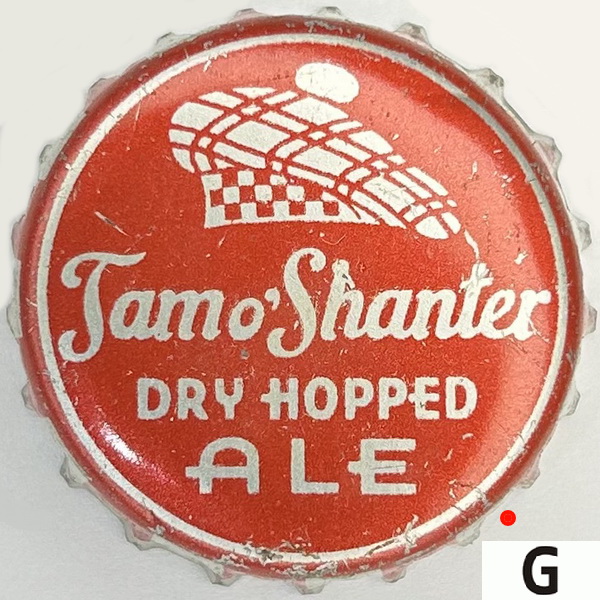 Tam o' Shanter
DRY HOPPED
ALE
G